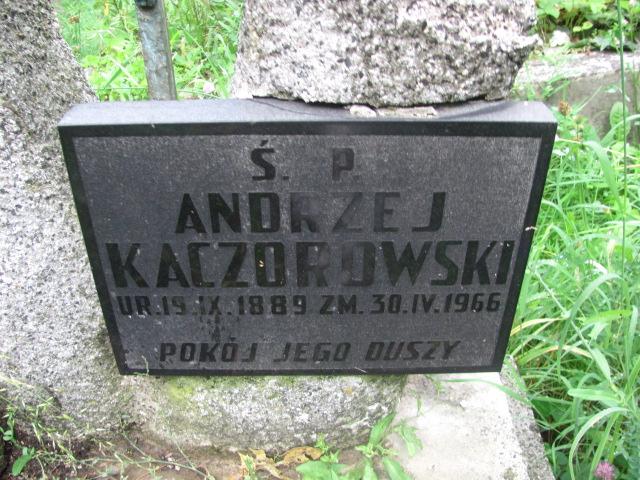 Ś. P.
ANDRZEJ
KACZOROWSKI
UR.19.IX.1889 ZM.30.IV.1966
POKÓJ JEGO DUSZY